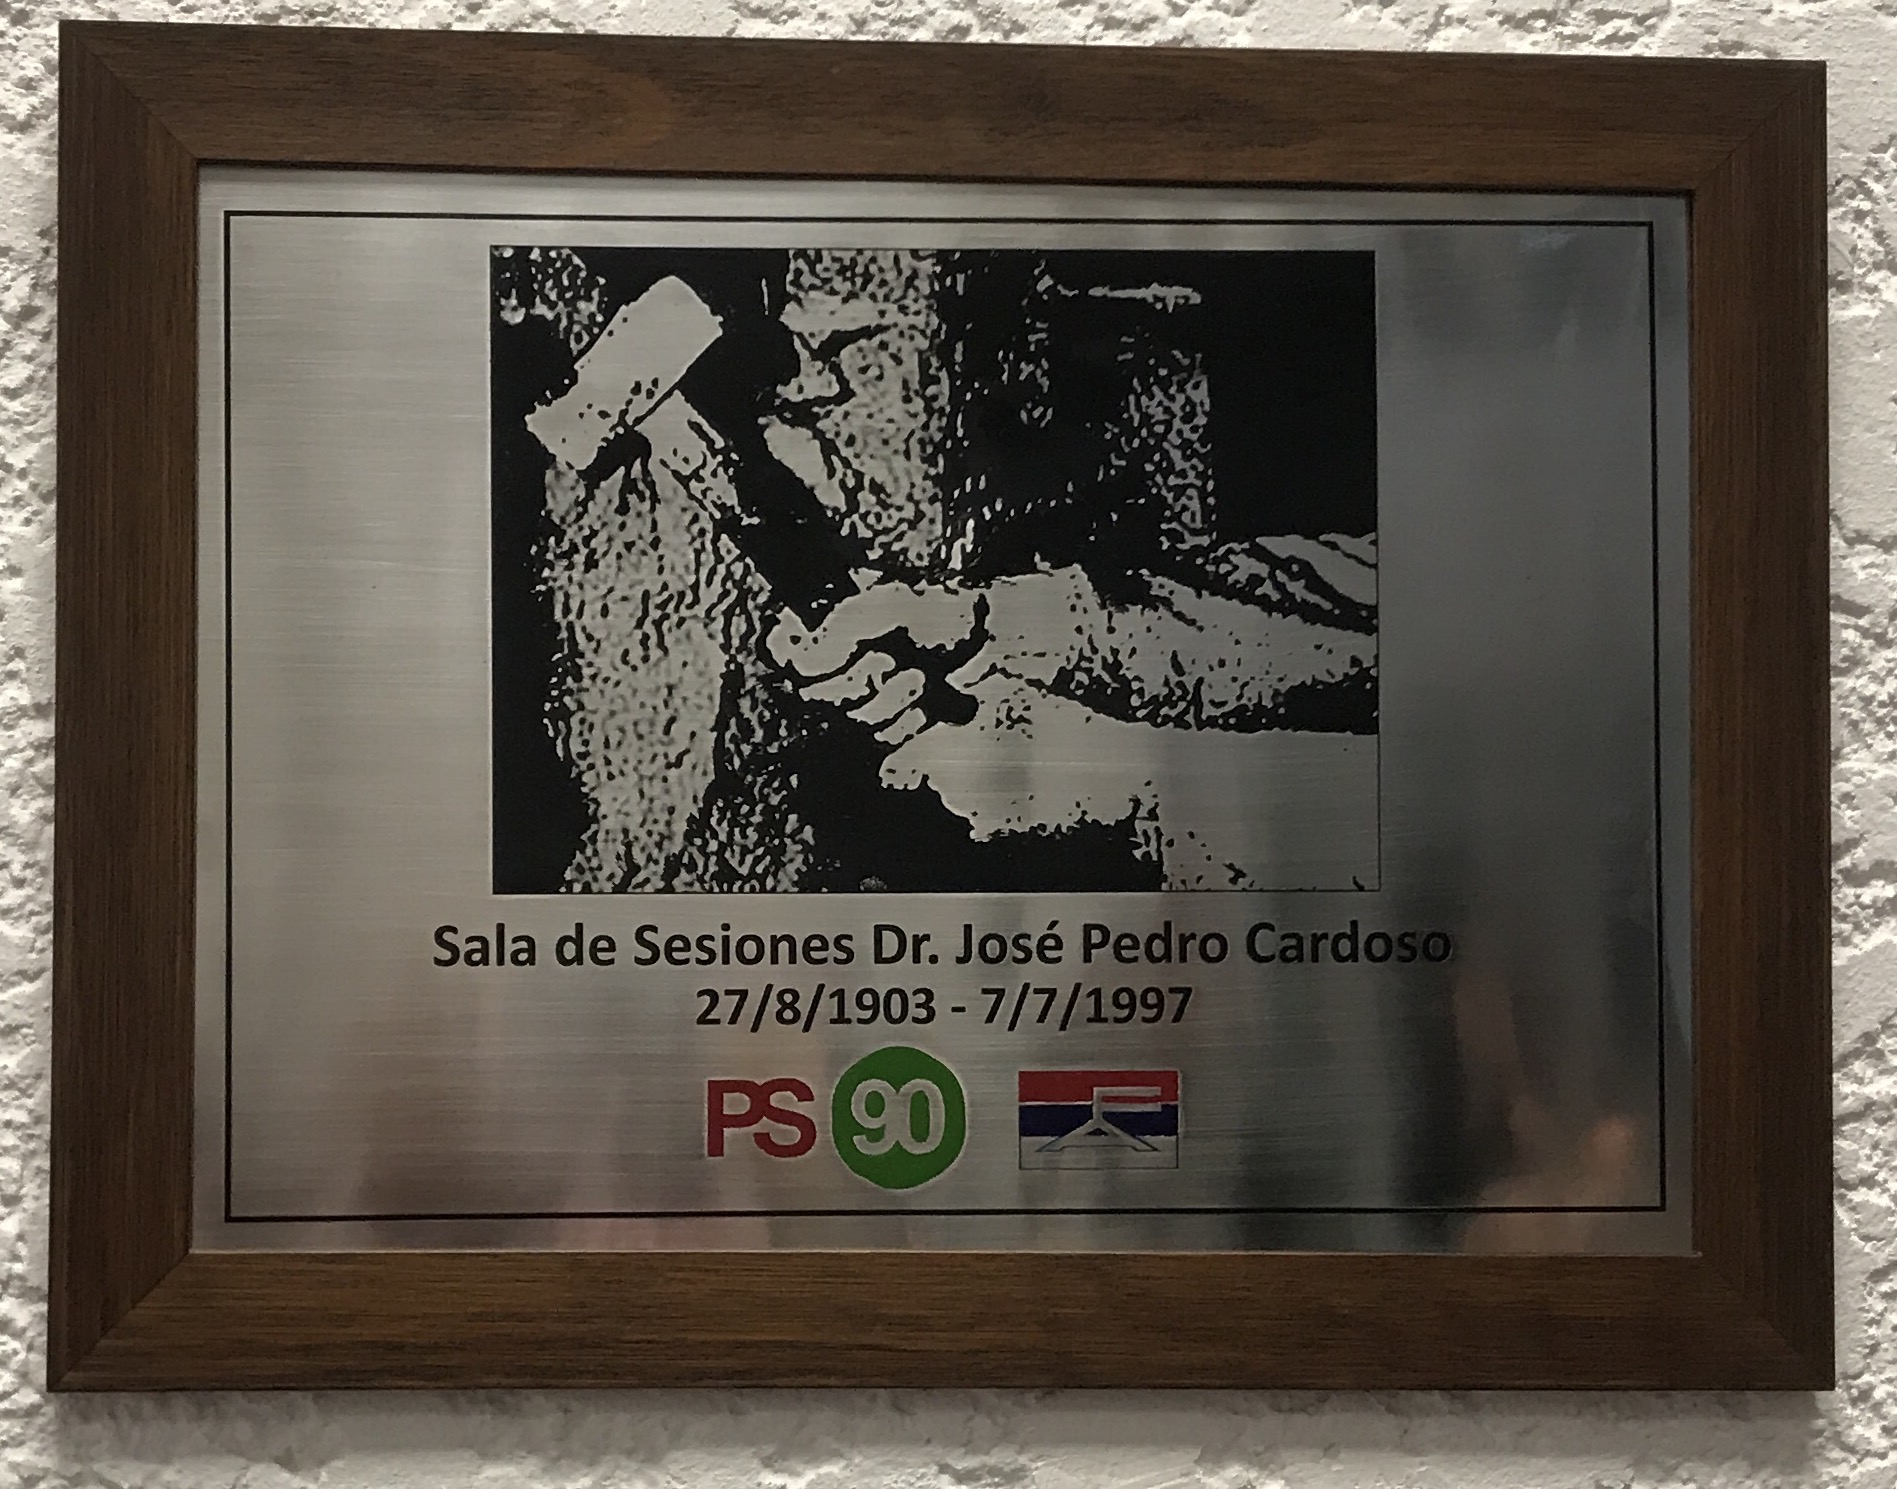 Sala de Sesiones Dr. José Pedro Cardoso
27/8/1903 - 7/7/1997
PS 90